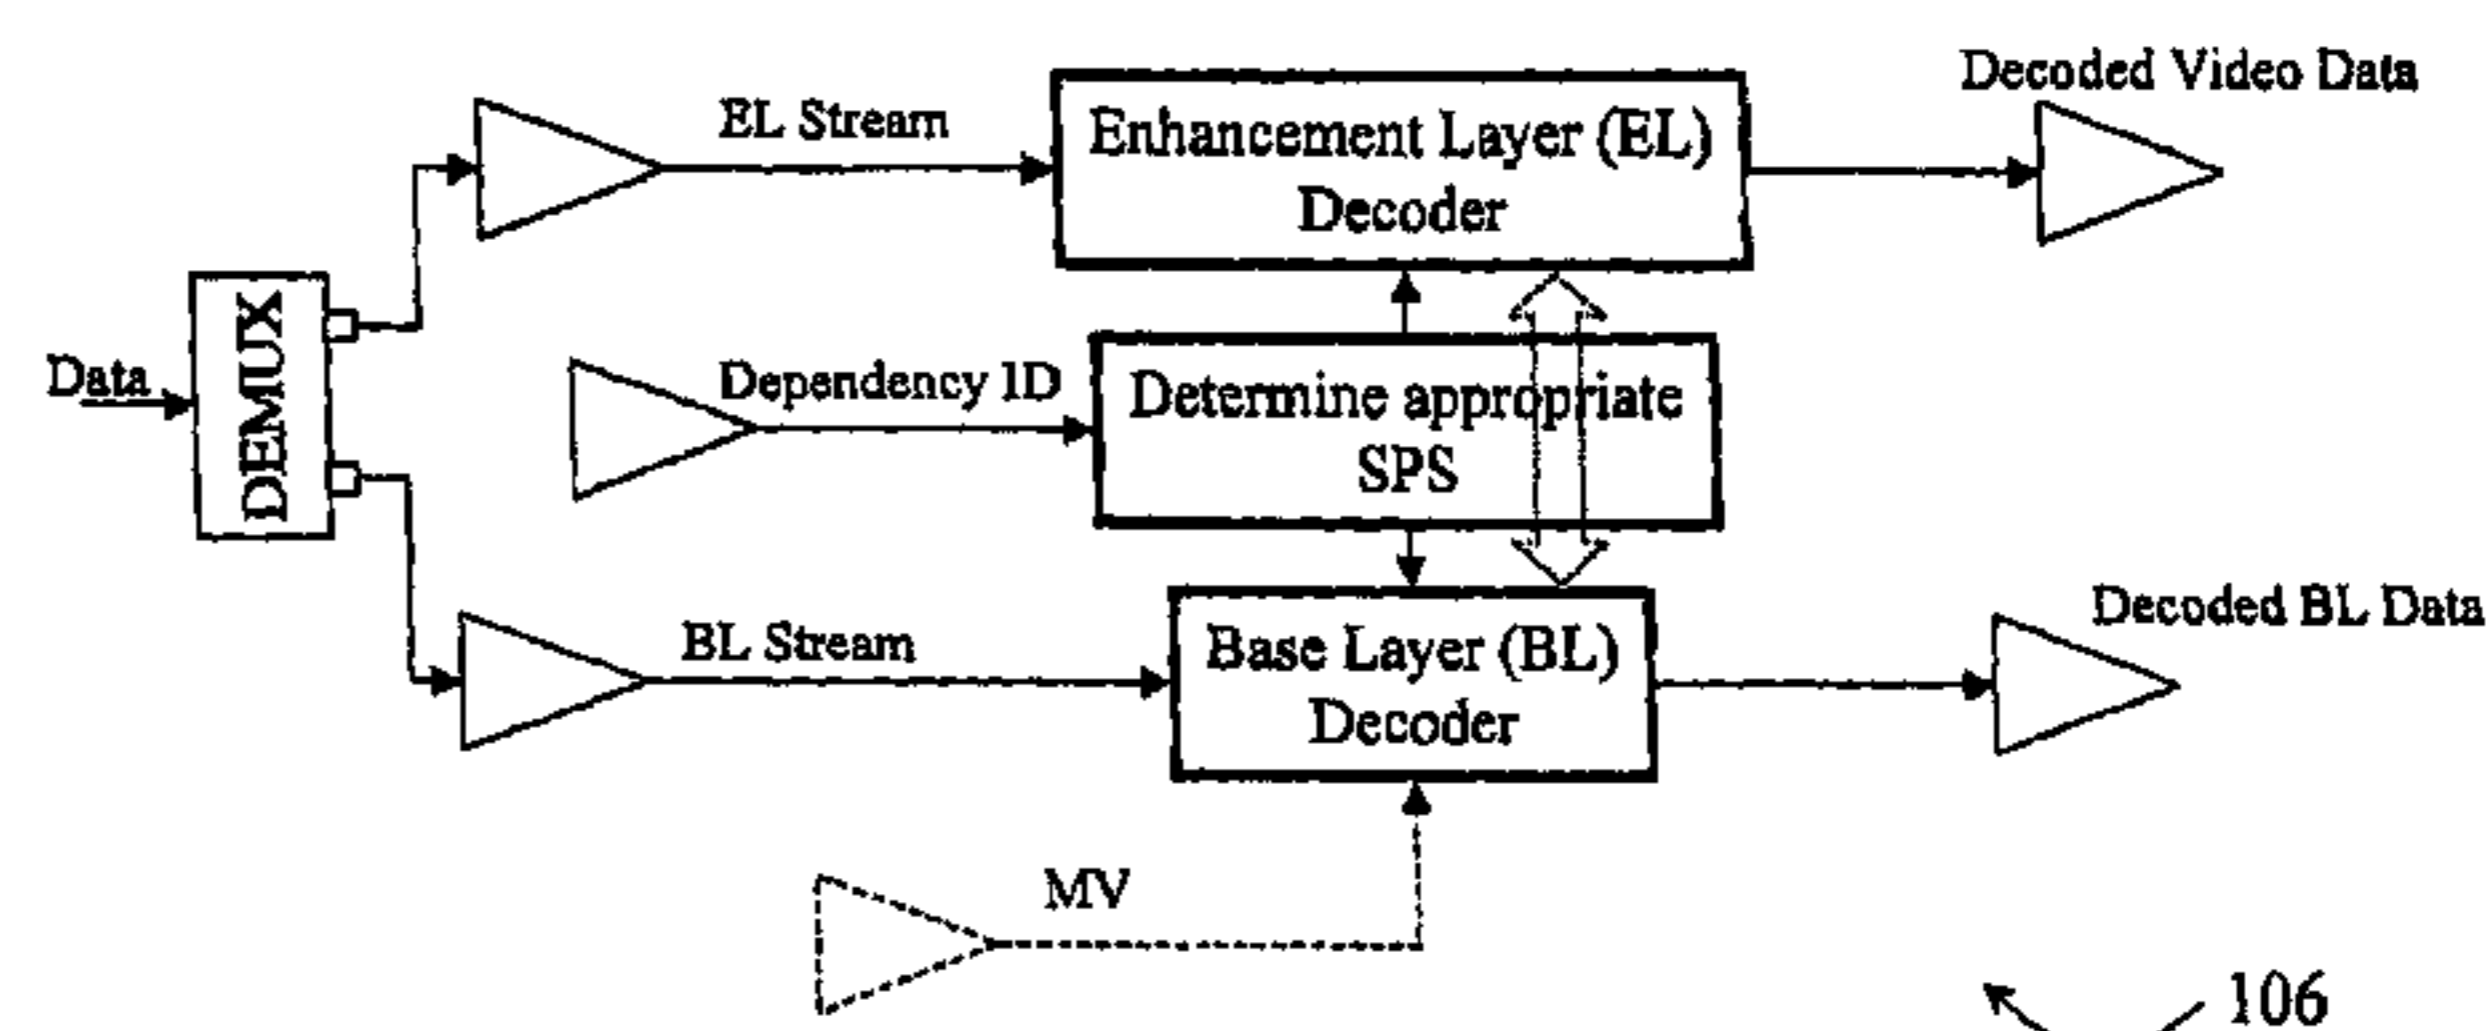 Decoded Video Data
EL Stream
Enhancement Layer (EL)
Decoder
DEMUX
Data
Dependency ID
Determine appropriate
SPS
BL Stream
Base Layer (BL)
Decoder
Decoded BL Data
MV
106